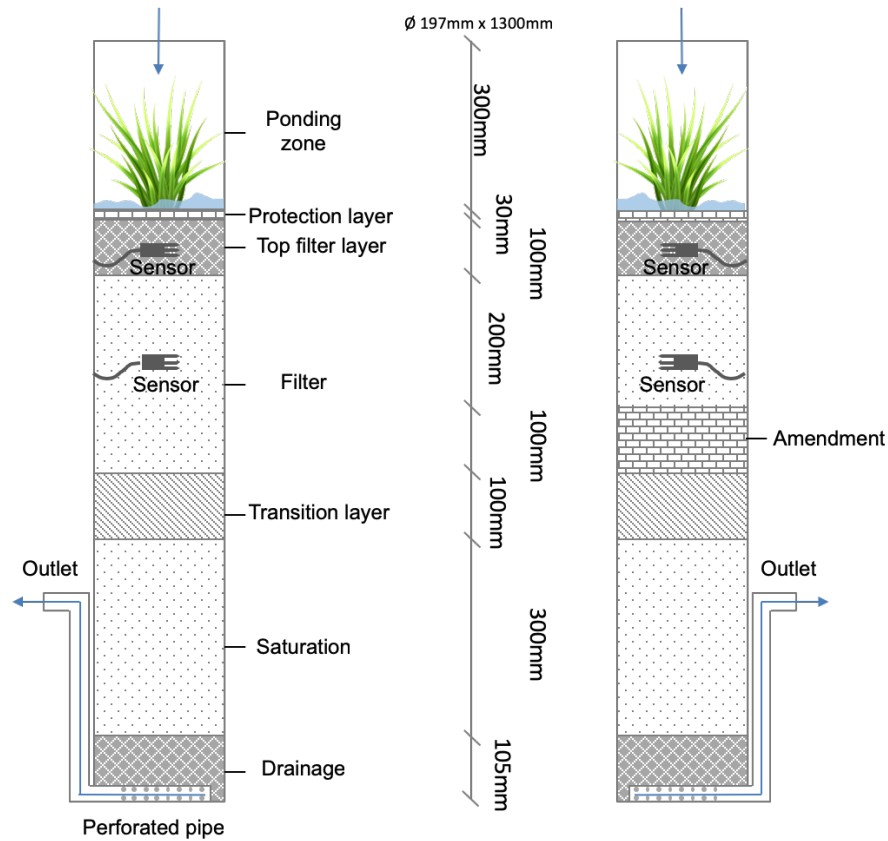 Ø 197mm x 1300mm
Ponding
zone
300mm
Protection layer
30mm
Top filter layer
100mm
Sensor
Sensor
200mm
Sensor
Filter
Sensor
100mm
Amendment
Transition layer
100mm
Outlet
Outlet
Saturation
300mm
Drainage
105mm
Perforated pipe